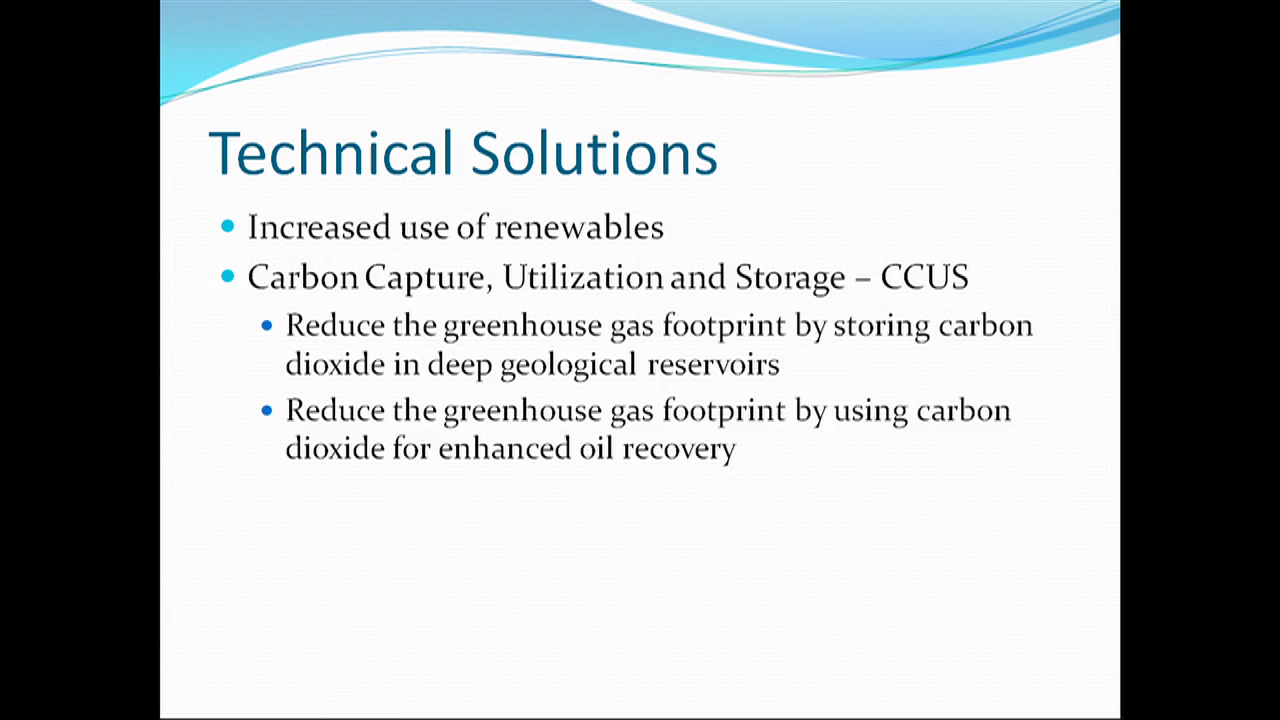 Technical Solutions
Increased use of renewables
Carbon Capture, Utilization and Storage – CCUS
Reduce the greenhouse gas footprint by storing carbon
dioxide in deep geological reservoirs
Reduce the greenhouse gas footprint by using carbon
dioxide for enhanced oil recovery